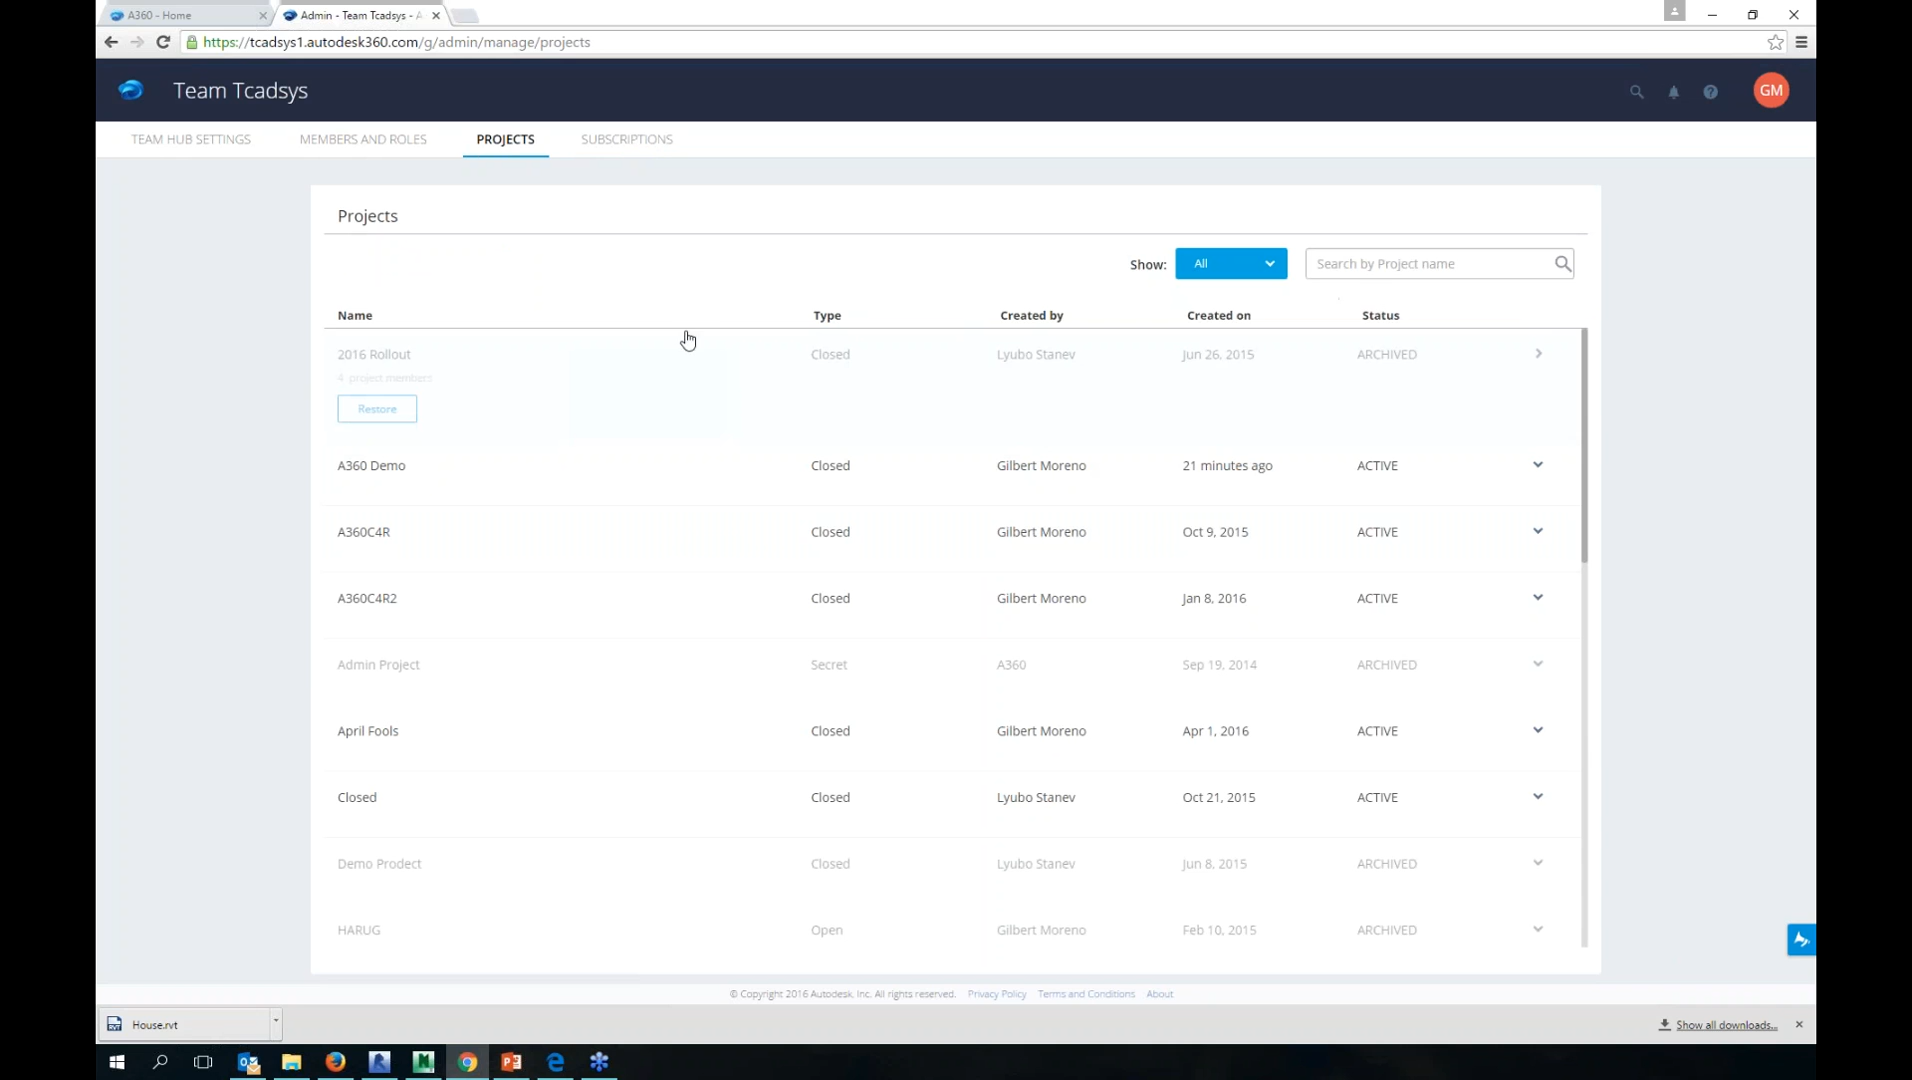 A360 - Home
Admin - Team Tcadsys - A
https://tcadsys1.autodesk360.com/g/admin/manage/projects
Team Tcadsys
GM
TEAM HUB SETTINGS
MEMBERS AND ROLES
PROJECTS
SUBSCRIPTIONS
Projects
Show:
All
Search by Project name
Name Type Created by Created on Status
2016 Rollout Closed Lyubo Stanev Jun 26, 2015 ARCHIVED
4 project members
Restore
A360 Demo Closed Gilbert Moreno 21 minutes ago ACTIVE
A360C4R Closed Gilbert Moreno Oct 9, 2015 ACTIVE
A360C4R2 Closed Gilbert Moreno Jan 8, 2016 ACTIVE
Admin Project Secret A360 Sep 19, 2014 ARCHIVED
April Fools Closed Gilbert Moreno Apr 1, 2016 ACTIVE
Closed Closed Lyubo Stanev Oct 21, 2015 ACTIVE
Demo Prodect Closed Lyubo Stanev Jun 8, 2015 ARCHIVED
HARUG Open Gilbert Moreno Feb 10, 2015 ARCHIVED
© Copyright 2016 Autodesk, Inc. All rights reserved. Privacy Policy Terms and Conditions About
House.rvt
Show all downloads...